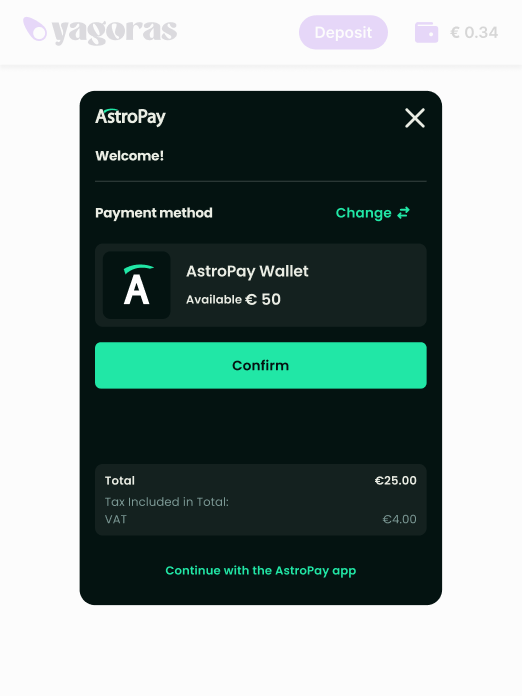 yagoras
Deposit
€ 0.34
AstroPay
Welcome!
Payment method
Change
AstroPay Wallet
Available € 50
Confirm
Total €25.00
Tax Included in Total:
VAT €4.00
Continue with the AstroPay app